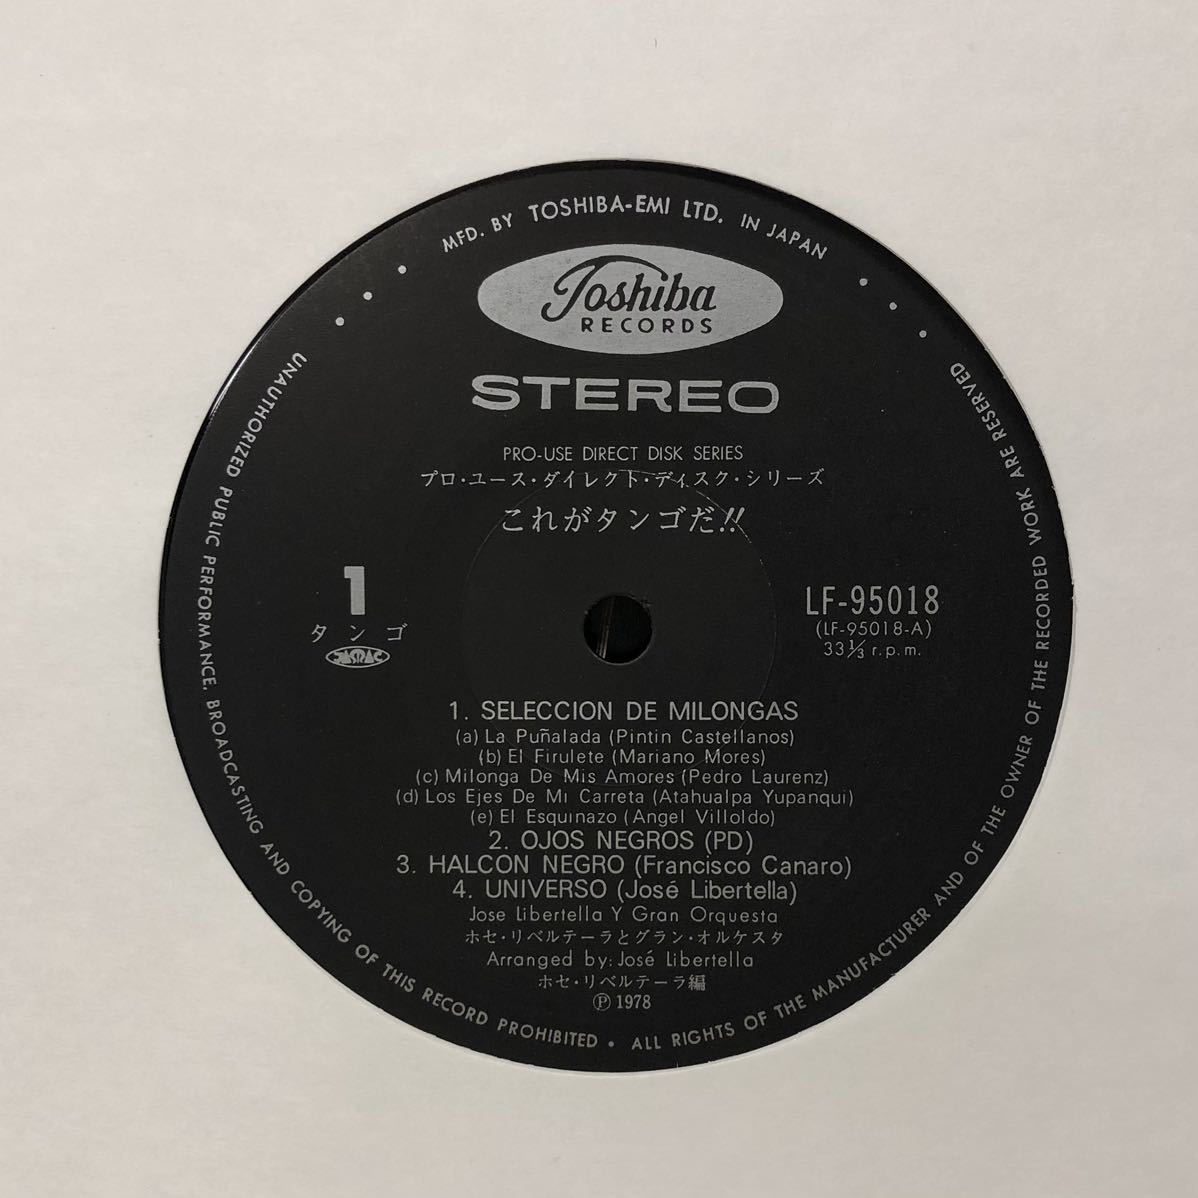 MFD. BY TOSHIBA-EMI LTD. IN JAPAN
Toshiba
RECORDS
STEREO
PRO-USE DIRECT DISK SERIES
プロ・ユース・ダイレクト・ディスク・シリーズ
これがタンゴだ!!
1
タンゴ
JASRAC
LF-95018
(LF-95018-A)
33⅓ r.p.m.
1. SELECCION DE MILONGAS
(a) La Puñalada (Pintin Castellanos)
(b) El Firulete (Mariano Mores)
(c) Milonga De Mis Amores (Pedro Laurenz)
(d) Los Ejes De Mi Carreta (Atahualpa Yupanqui)
(e) El Esquinazo (Angel Villoldo)
2. OJOS NEGROS (PD)
3. HALCON NEGRO (Francisco Canaro)
4. UNIVERSO (José Libertella)
Jose Libertella Y Gran Orquesta
ホセ・リベルテーラとグラン・オルケスタ
Arranged by: José Libertella
ホセ・リベルテーラ編
Ⓟ 1978
UNAUTHORIZED PUBLIC PERFORMANCE, BROADCASTING AND COPYING OF THIS RECORD PROHIBITED • ALL RIGHTS OF THE MANUFACTURER AND OF THE OWNER OF THE RECORDED WORK ARE RESERVED